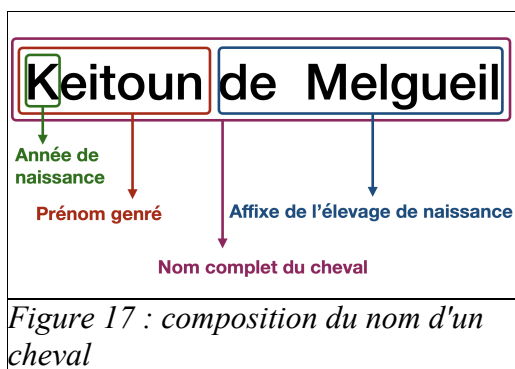 Keitoun de Melgueil
Année de
naissance
Prénom genré
Affixe de l'élevage de naissance
Nom complet du cheval
Figure 17 : composition du nom d'un
cheval